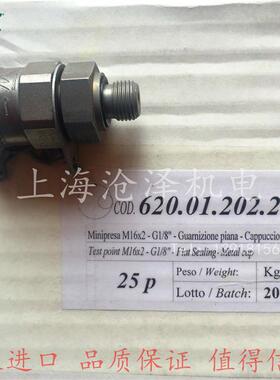 上海沧泽机电
COD. 620.01.202.2
Minipresa M16x2 - G1/8" - Guarnizione piana - Cappuccio
Test point M16x2 - G1/8" - Flat Sealing - Metal cap
25 p
Peso / Weight: Kg
Lotto / Batch: 20
进口 品质保证 值得信